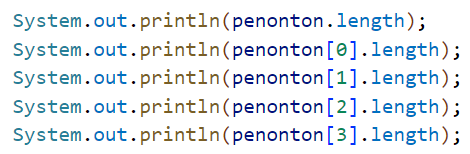 System.out.println(penonton.length);
System.out.println(penonton[0].length);
System.out.println(penonton[1].length);
System.out.println(penonton[2].length);
System.out.println(penonton[3].length);